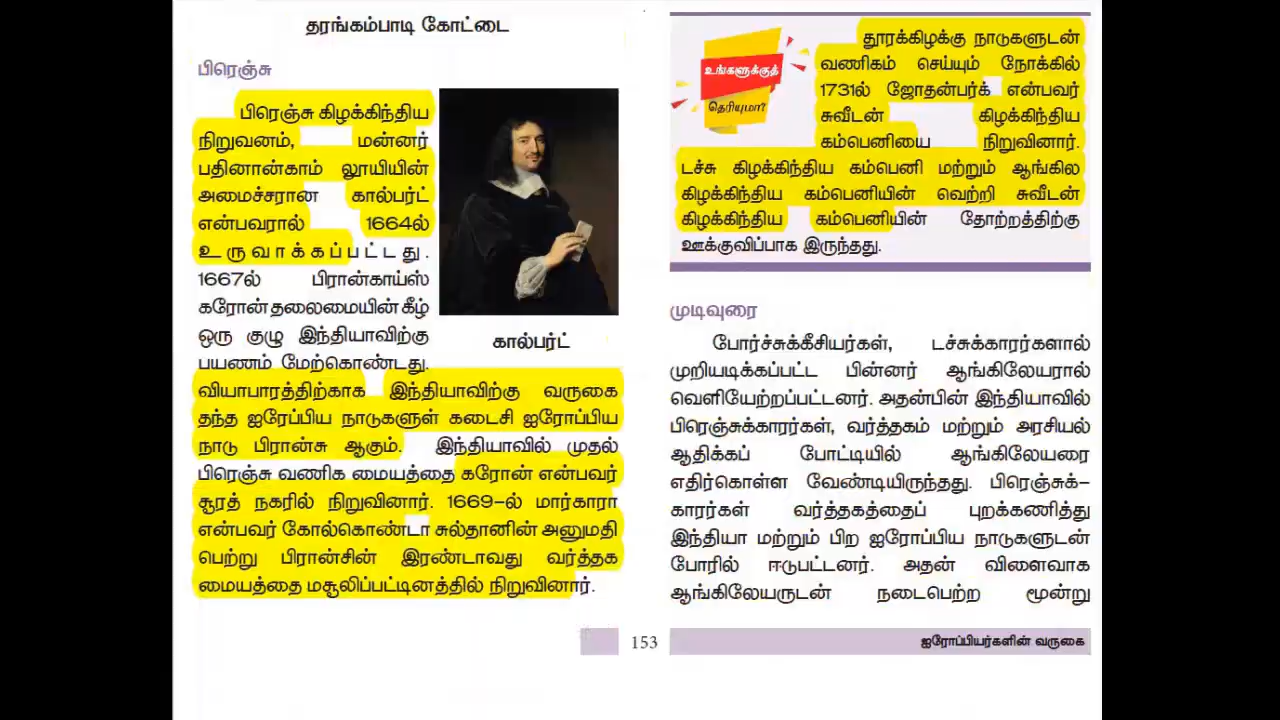 தரங்கம்பாடி கோட்டை
பிரெஞ்சு
பிரெஞ்சு கிழக்கிந்திய
நிறுவனம், மன்னர்
பதினான்காம் லூயியின்
அமைச்சரான கால்பர்ட்
என்பவரால் 1664ல்
உருவாக்கப்பட்டது.
1667ல் பிரான்காய்ஸ்
கரோன் தலைமையின் கீழ்
ஒரு குழு இந்தியாவிற்கு
பயணம் மேற்கொண்டது.
கால்பர்ட்
வியாபாரத்திற்காக இந்தியாவிற்கு வருகை
தந்த ஐரேப்பிய நாடுகளுள் கடைசி ஐரோப்பிய
நாடு பிரான்சு ஆகும். இந்தியாவில் முதல்
பிரெஞ்சு வணிக மையத்தை கரோன் என்பவர்
சூரத் நகரில் நிறுவினார். 1669-ல் மார்காரா
என்பவர் கோல்கொண்டா சுல்தானின் அனுமதி
பெற்று பிரான்சின் இரண்டாவது வர்த்தக
மையத்தை மசூலிப்பட்டினத்தில் நிறுவினார்.
உங்களுக்குத்
தெரியுமா?
தூரக்கிழக்கு நாடுகளுடன்
வணிகம் செய்யும் நோக்கில்
1731ல் ஜோதன்பர்க் என்பவர்
சுவீடன் கிழக்கிந்திய
கம்பெனியை நிறுவினார்.
டச்சு கிழக்கிந்திய கம்பெனி மற்றும் ஆங்கில
கிழக்கிந்திய கம்பெனியின் வெற்றி சுவீடன்
கிழக்கிந்திய கம்பெனியின் தோற்றத்திற்கு
ஊக்குவிப்பாக இருந்தது.
முடிவுரை
போர்ச்சுக்கீசியர்கள், டச்சுக்காரர்களால்
முறியடிக்கப்பட்ட பின்னர் ஆங்கிலேயரால்
வெளியேற்றப்பட்டனர். அதன்பின் இந்தியாவில்
பிரெஞ்சுக்காரர்கள், வர்த்தகம் மற்றும் அரசியல்
ஆதிக்கப் போட்டியில் ஆங்கிலேயரை
எதிர்கொள்ள வேண்டியிருந்தது. பிரெஞ்சுக்-
காரர்கள் வர்த்தகத்தைப் புறக்கணித்து
இந்தியா மற்றும் பிற ஐரோப்பிய நாடுகளுடன்
போரில் ஈடுபட்டனர். அதன் விளைவாக
ஆங்கிலேயருடன் நடைபெற்ற மூன்று
153
ஐரோப்பியர்களின் வருகை